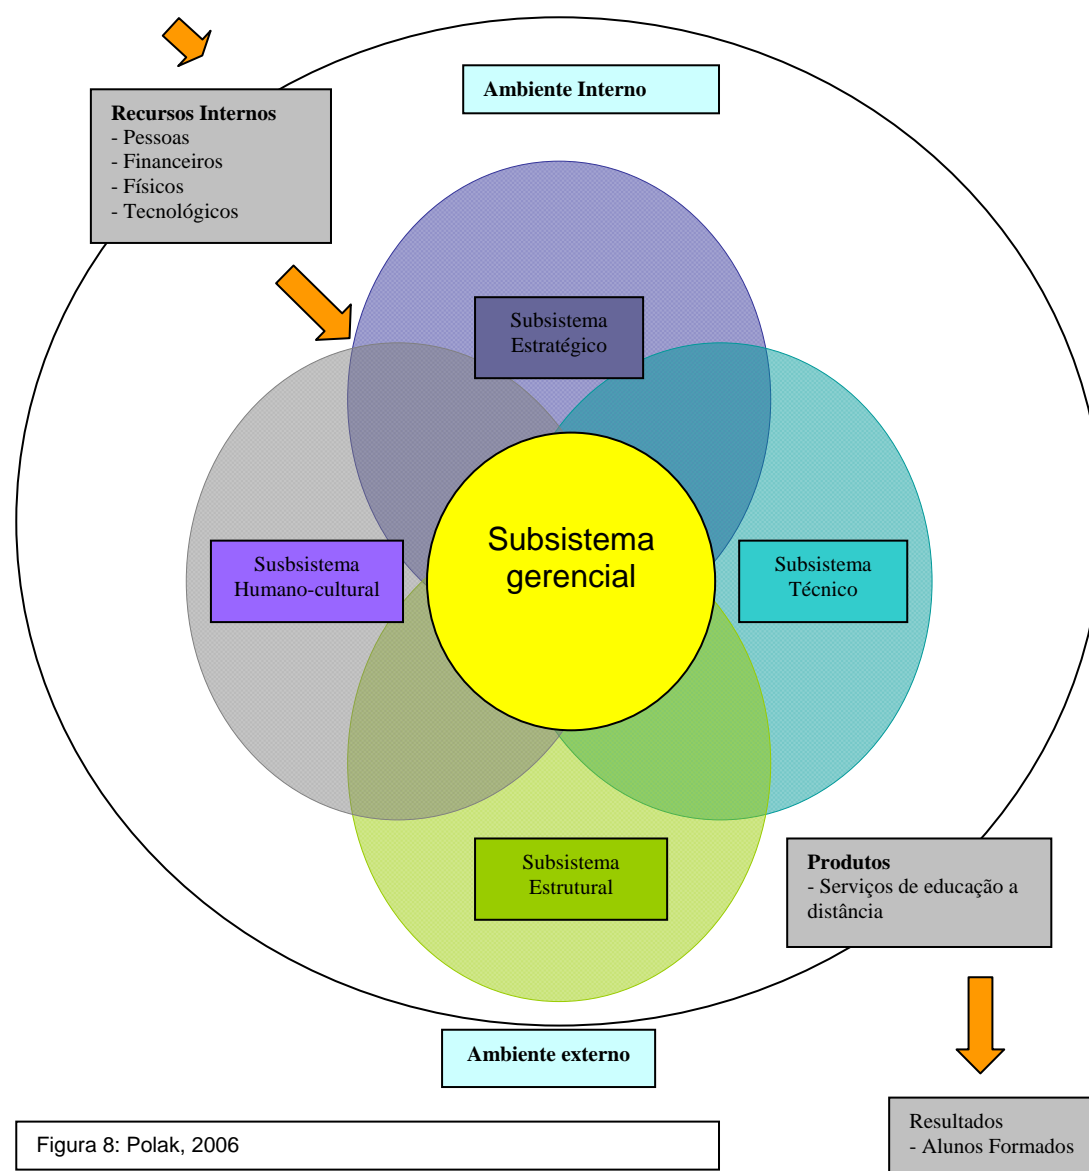 Ambiente Interno
Recursos Internos
- Pessoas
- Financeiros
- Físicos
- Tecnológicos
Subsistema
Estratégico
Subsistema
gerencial
Susbsistema
Humano-cultural
Subsistema
Técnico
Subsistema
Estrutural
Produtos
- Serviços de educação a
distância
Ambiente externo
Resultados
- Alunos Formados
Figura 8: Polak, 2006